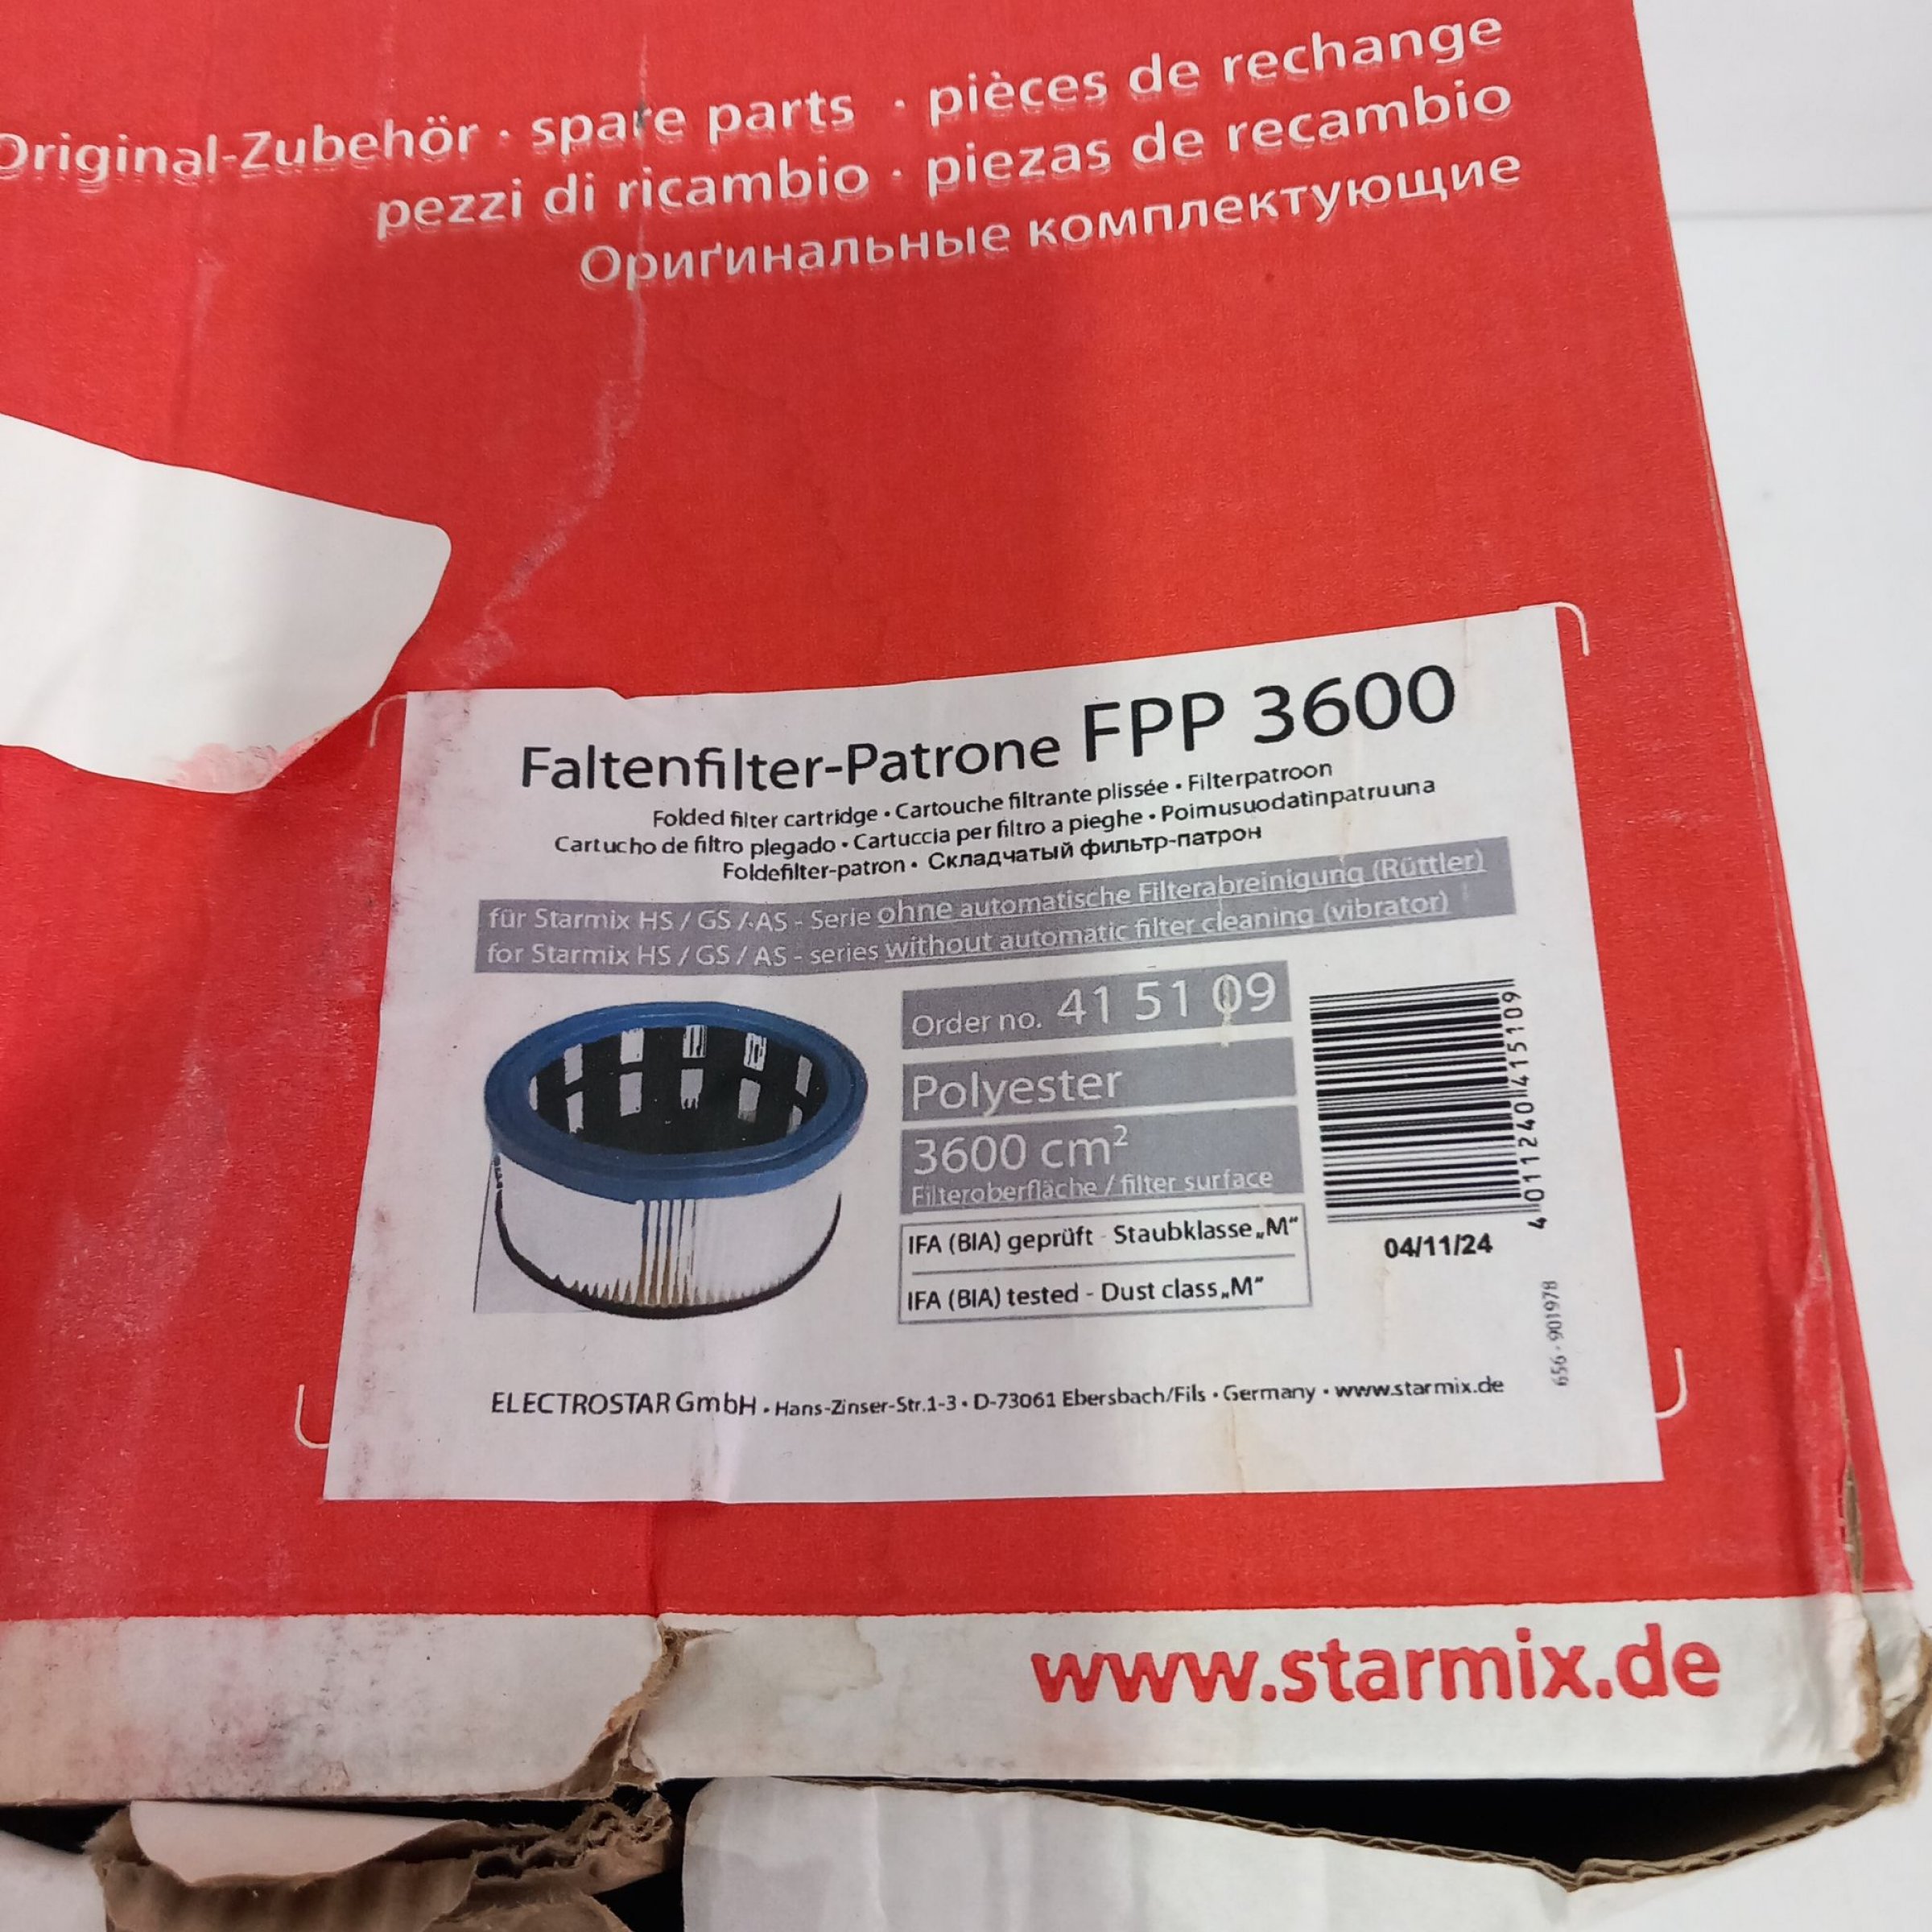 Original-Zubehör · spare parts · pièces de rechange
pezzi di ricambio · piezas de recambio
Ориґинальные комплектующие
Faltenfilter-Patrone FPP 3600
Folded filter cartridge • Cartouche filtrante plissée • Filterpatroon
Cartucho de filtro plegado • Cartuccia per filtro a pieghe • Poimusuodatinpatruuna
Foldefilter-patron • Складчатый фильтр-патрон
für Starmix HS / GS / AS - Serie ohne automatische Filterabreinigung (Rüttler)
for Starmix HS / GS / AS - series without automatic filter cleaning (vibrator)
Order no. 41 51 09
Polyester
3600 cm²
Filteroberfläche / filter surface
IFA (BIA) geprüft - Staubklasse „M“
IFA (BIA) tested - Dust class „M“
4 011240 415109
04/11/24
656 - 901978
ELECTROSTAR GmbH • Hans-Zinser-Str.1-3 • D-73061 Ebersbach/Fils • Germany • www.starmix.de
www.starmix.de